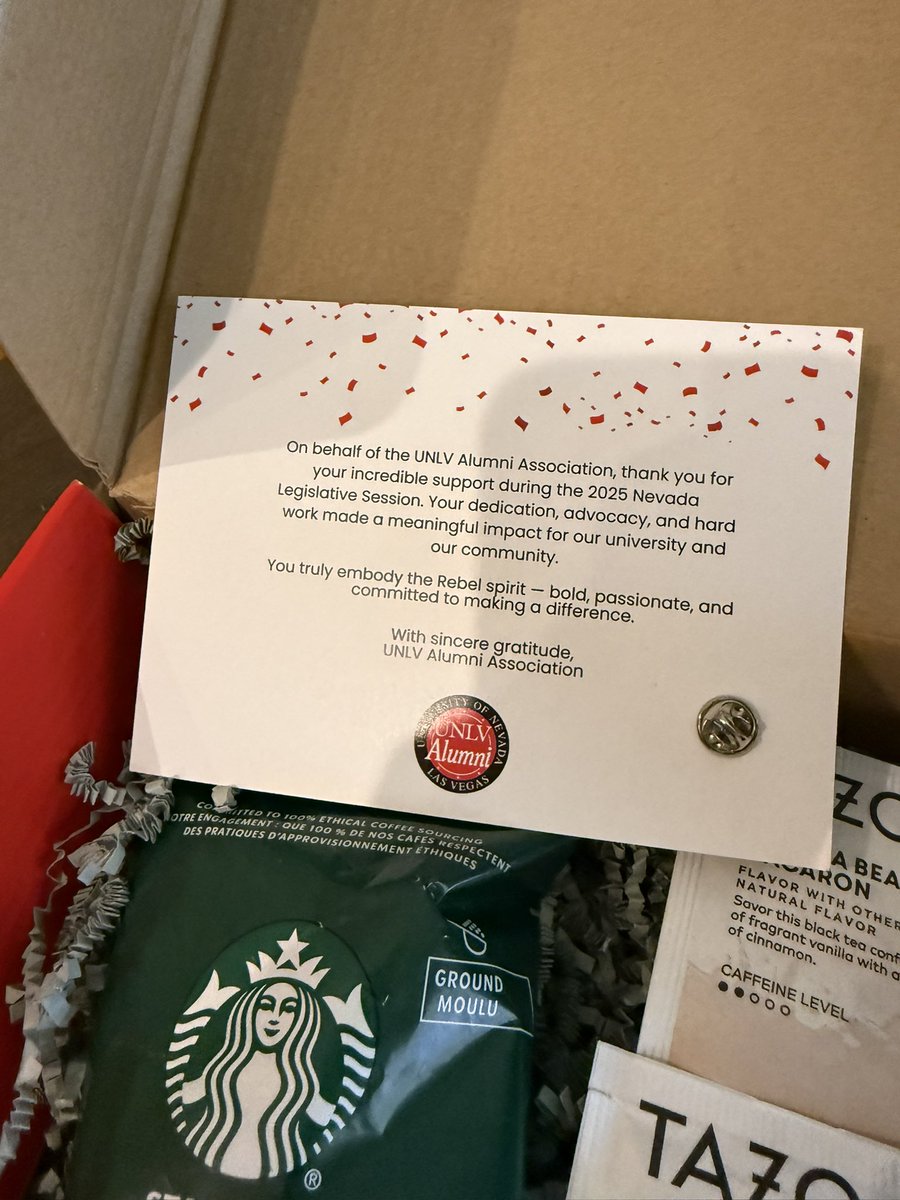 On behalf of the UNLV Alumni Association, thank you for
your incredible support during the 2025 Nevada
Legislative Session. Your dedication, advocacy, and hard
work made a meaningful impact for our university and
our community.
You truly embody the Rebel spirit — bold, passionate, and
committed to making a difference.
With sincere gratitude,
UNLV Alumni Association
UNIVERSITY OF NEVADA
UNLV
Alumni
LAS VEGAS
COMMITTED TO 100% ETHICAL COFFEE SOURCING
OTRE ENGAGEMENT : QUE 100 % DE NOS CAFÉS RESPECTENT
DES PRATIQUES D'APPROVISIONNEMENT ÉTHIQUES
GROUND
MOULU
®
BEA
FLAVOR WITH OTHER
NATURAL FLAVOR
Savor this black tea conf
of fragrant vanilla with a
of cinnamon.
CAFFEINE LEVEL
TAZO